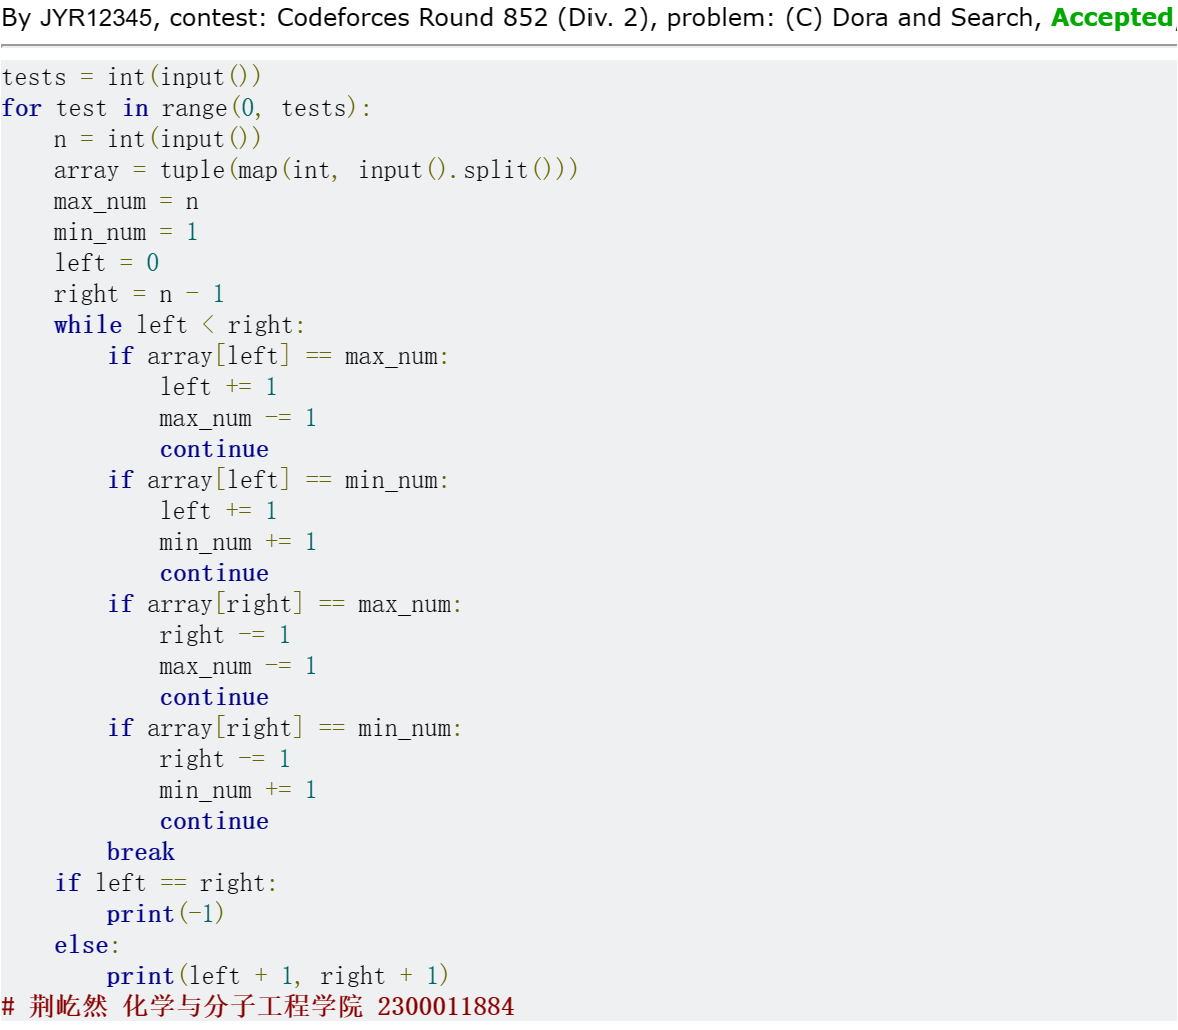 By JYR12345, contest: Codeforces Round 852 (Div. 2), problem: (C) Dora and Search, Accepted,
tests = int(input())
for test in range(0, tests):
    n = int(input())
    array = tuple(map(int, input().split()))
    max_num = n
    min_num = 1
    left = 0
    right = n - 1
    while left < right:
        if array[left] == max_num:
            left += 1
            max_num -= 1
            continue
        if array[left] == min_num:
            left += 1
            min_num += 1
            continue
        if array[right] == max_num:
            right -= 1
            max_num -= 1
            continue
        if array[right] == min_num:
            right -= 1
            min_num += 1
            continue
        break
    if left == right:
        print(-1)
    else:
        print(left + 1, right + 1)
# 荆屹然 化学与分子工程学院 2300011884